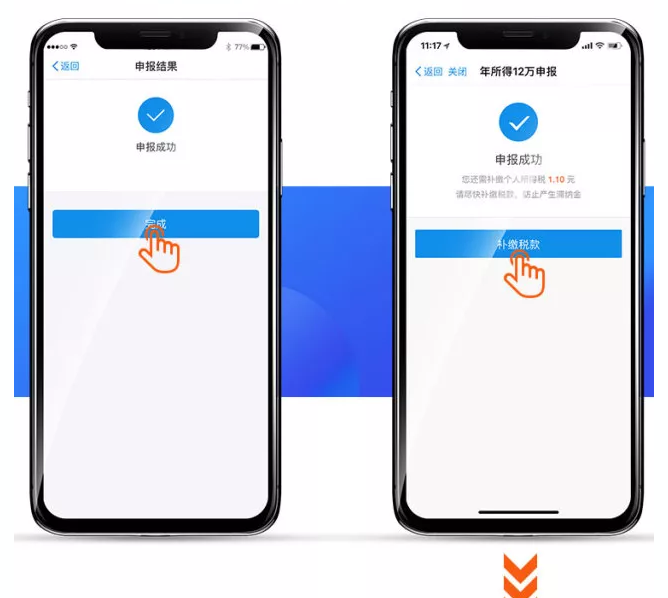 77%
<返回 申报结果
申报成功
完成
11:17
<返回 关闭 年所得12万申报
申报成功
您还需补缴个人所得税 1.10 元
请尽快补缴税款，防止产生滞纳金
补缴税款